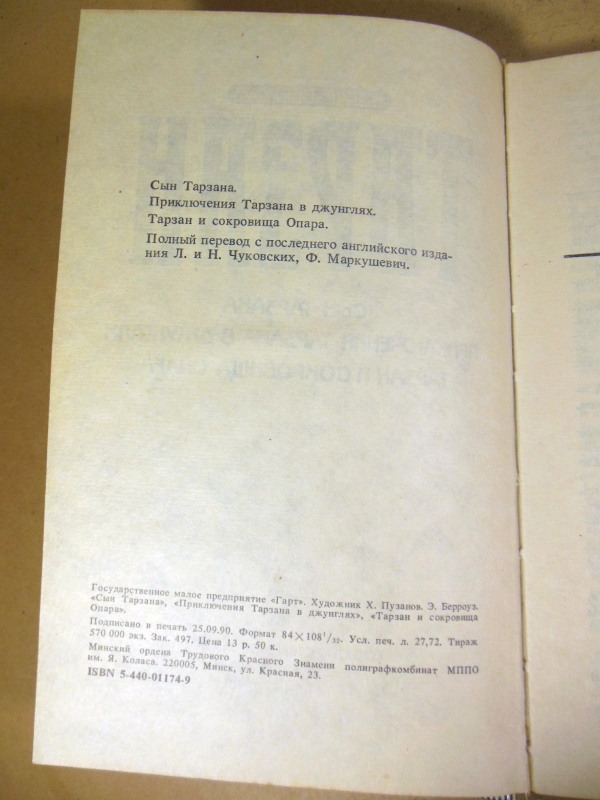 Сын Тарзана.
Приключения Тарзана в джунглях.
Тарзан и сокровища Опара.
Полный перевод с последнего английского изда-
ния Л. и Н. Чуковских, Ф. Маркушевич.
Государственное малое предприятие «Гарт». Художник Х. Пузанов. Э. Берроуз.
«Сын Тарзана», «Приключения Тарзана в джунглях», «Тарзан и сокровища
Опара».
Подписано в печать 25.09.90. Формат 84×108¹/₃₂. Усл. печ. л. 27,72. Тираж
570 000 экз. Зак. 497. Цена 13 р. 50 к.
Минский ордена Трудового Красного Знамени полиграфкомбинат МППО
им. Я. Коласа. 220005, Минск, ул. Красная, 23.
ISBN 5-440-01174-9